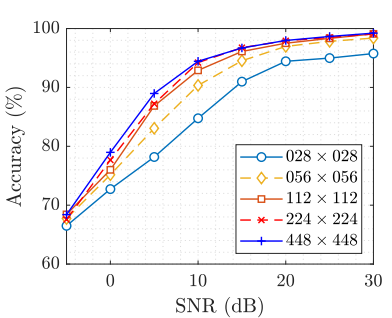 100
90
80
70
60
Accuracy (%)
028 × 028
056 × 056
112 × 112
224 × 224
448 × 448
0 10 20 30
SNR (dB)